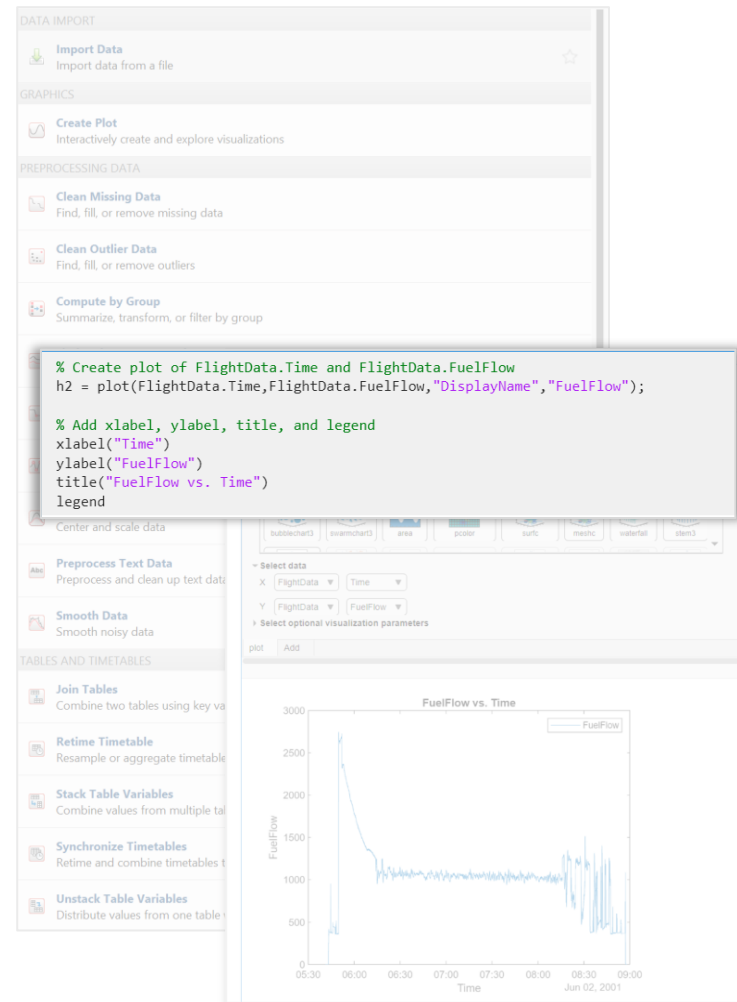 DATA IMPORT
Import Data
Import data from a file
GRAPHICS
Create Plot
Interactively create and explore visualizations
PREPROCESSING DATA
Clean Missing Data
Find, fill, or remove missing data
Clean Outlier Data
Find, fill, or remove outliers
Compute by Group
Summarize, transform, or filter by group
% Create plot of FlightData.Time and FlightData.FuelFlow
h2 = plot(FlightData.Time,FlightData.FuelFlow,"DisplayName","FuelFlow");
% Add xlabel, ylabel, title, and legend
xlabel("Time")
ylabel("FuelFlow")
title("FuelFlow vs. Time")
legend
Center and scale data
Preprocess Text Data
Preprocess and clean up text data
Smooth Data
Smooth noisy data
TABLES AND TIMETABLES
Join Tables
Combine two tables using key va
Retime Timetable
Resample or aggregate timetable
Stack Table Variables
Combine values from multiple tal
Synchronize Timetables
Retime and combine timetables t
Unstack Table Variables
Distribute values from one table
bubblechart3 swarmchart3 area pcolor surfc meshc waterfall stem3
Select data
X FlightData Time
Y FlightData FuelFlow
Select optional visualization parameters
plot Add
FuelFlow vs. Time
FuelFlow
3000
2500
2000
1500
1000
500
0
FuelFlow
05:30 06:00 06:30 07:00 07:30 08:00 08:30 09:00
Time Jun 02, 2001